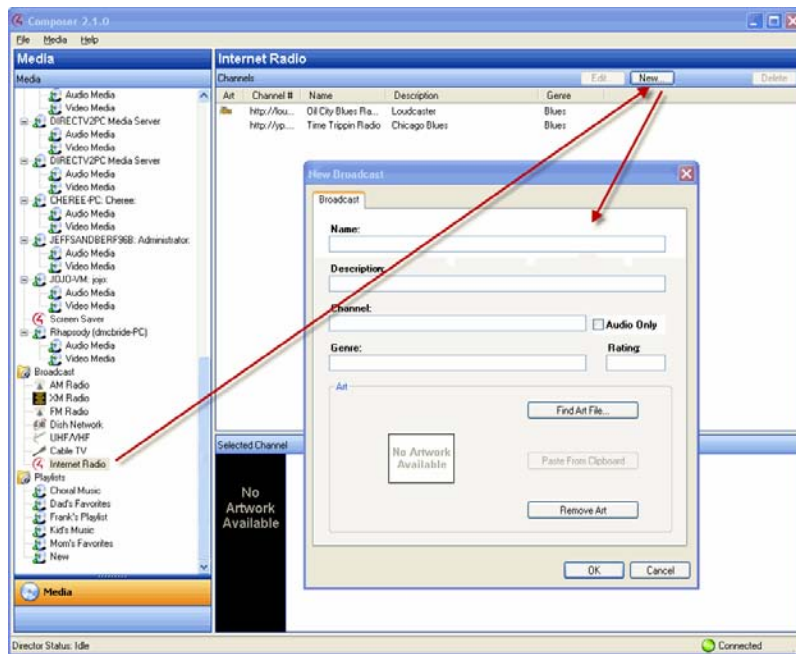 Composer 2.1.0
File Media Help
Media
Internet Radio
Media
Channels
Edit
New...
Delete
Art Channel # Name Description Genre
http://lou... Oil City Blues Ra... Loudcaster Blues
http://yp.... Time Trippin Radio Chicago Blues Blues
Audio Media
Video Media
DIRECTV2PC Media Server
Audio Media
Video Media
DIRECTV2PC Media Server
Audio Media
Video Media
CHEREE-PC: Cheree:
Audio Media
Video Media
JEFFSANDBERF96B: Administrator:
Audio Media
Video Media
JOJO-VM: jojo:
Audio Media
Video Media
Screen Saver
Rhapsody (dmcbride-PC)
Audio Media
Video Media
Broadcast
AM Radio
XM Radio
FM Radio
Dish Network
UHF/VHF
Cable TV
Internet Radio
Playlists
Choral Music
Dad's Favorites
Frank's Playlist
Kid's Music
Mom's Favorites
New
Media
New Broadcast
Broadcast
Name:
Description:
Channel:
Audio Only
Genre:
Rating:
Art
No Artwork
Available
Find Art File...
Paste From Clipboard
Remove Art
OK
Cancel
Selected Channel
No
Artwork
Available
Director Status: Idle
Connected